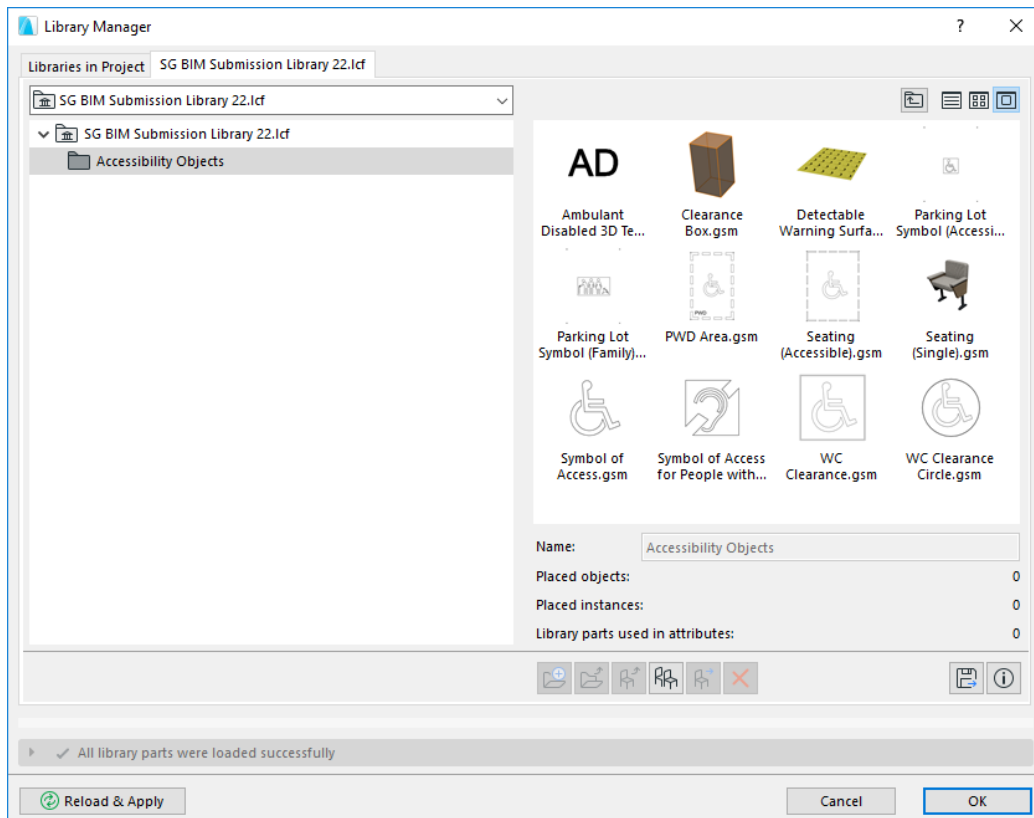 Library Manager
?
Libraries in Project
SG BIM Submission Library 22.lcf
SG BIM Submission Library 22.lcf
SG BIM Submission Library 22.lcf
Accessibility Objects
AD
Ambulant
Disabled 3D Te...
Clearance
Box.gsm
Detectable
Warning Surfa...
Parking Lot
Symbol (Accessi...
Parking Lot
Symbol (Family)...
PWD
PWD Area.gsm
Seating
(Accessible).gsm
Seating
(Single).gsm
Symbol of
Access.gsm
Symbol of Access
for People with...
WC
Clearance.gsm
WC Clearance
Circle.gsm
Name:
Accessibility Objects
Placed objects:
0
Placed instances:
0
Library parts used in attributes:
0
All library parts were loaded successfully
Reload & Apply
Cancel
OK